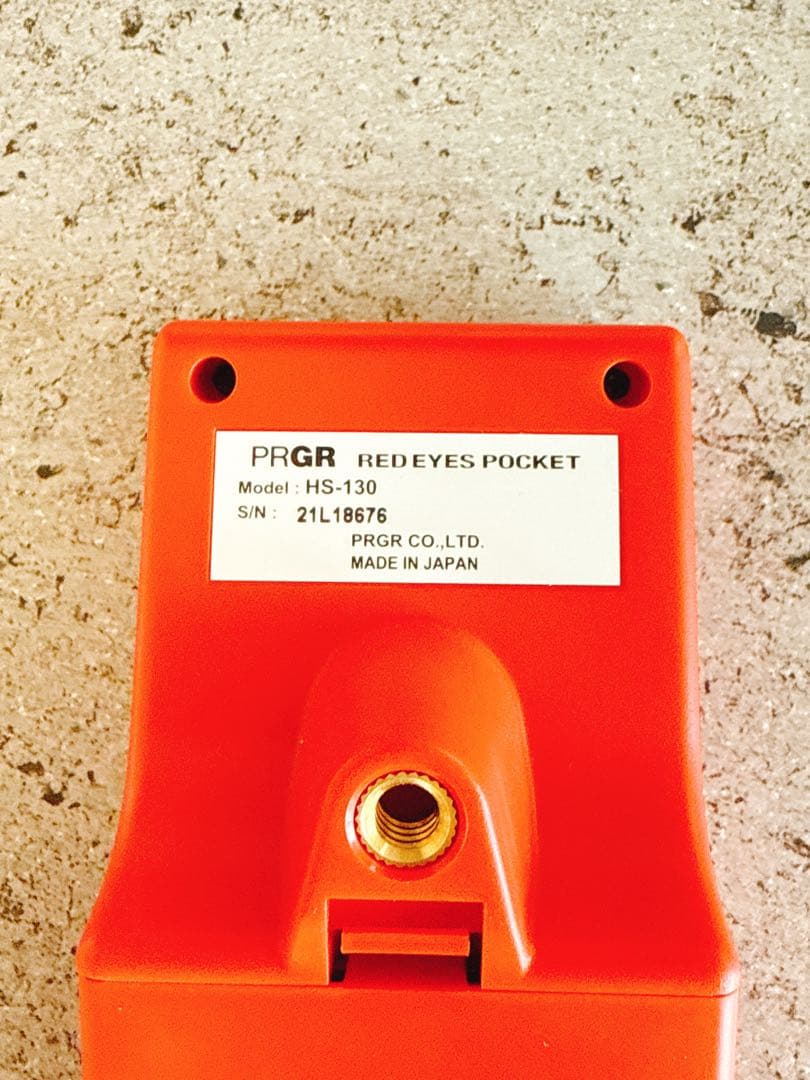 PRGR RED EYES POCKET
Model : HS-130
S/N : 21L18676
PRGR CO.,LTD.
MADE IN JAPAN